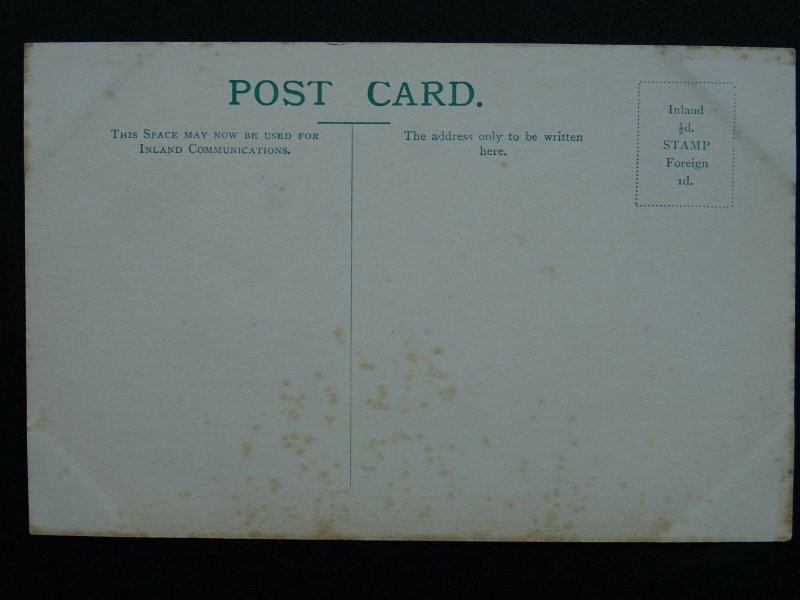 POST CARD.
THIS SPACE MAY NOW BE USED FOR
INLAND COMMUNICATIONS.
The address only to be written
here.
Inland
½d.
STAMP
Foreign
1d.